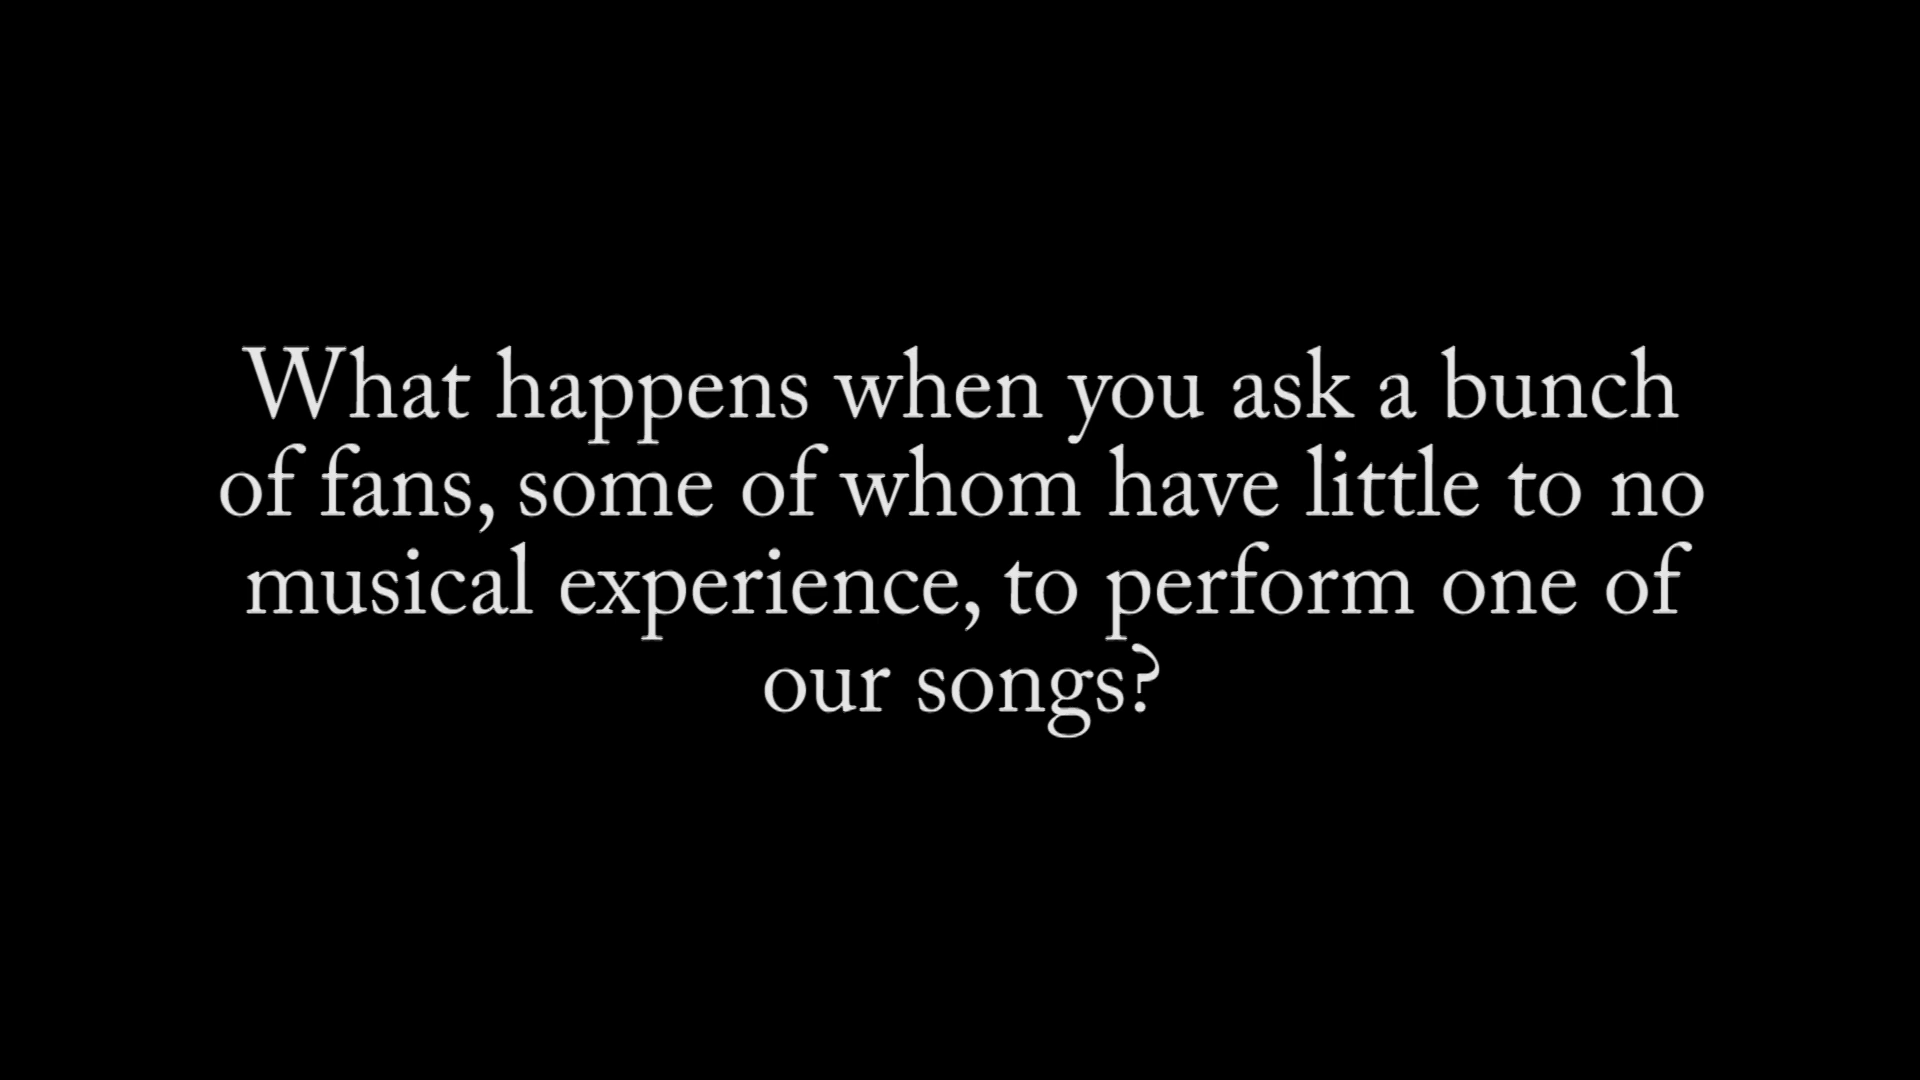 What happens when you ask a bunch
of fans, some of whom have little to no
musical experience, to perform one of
our songs?